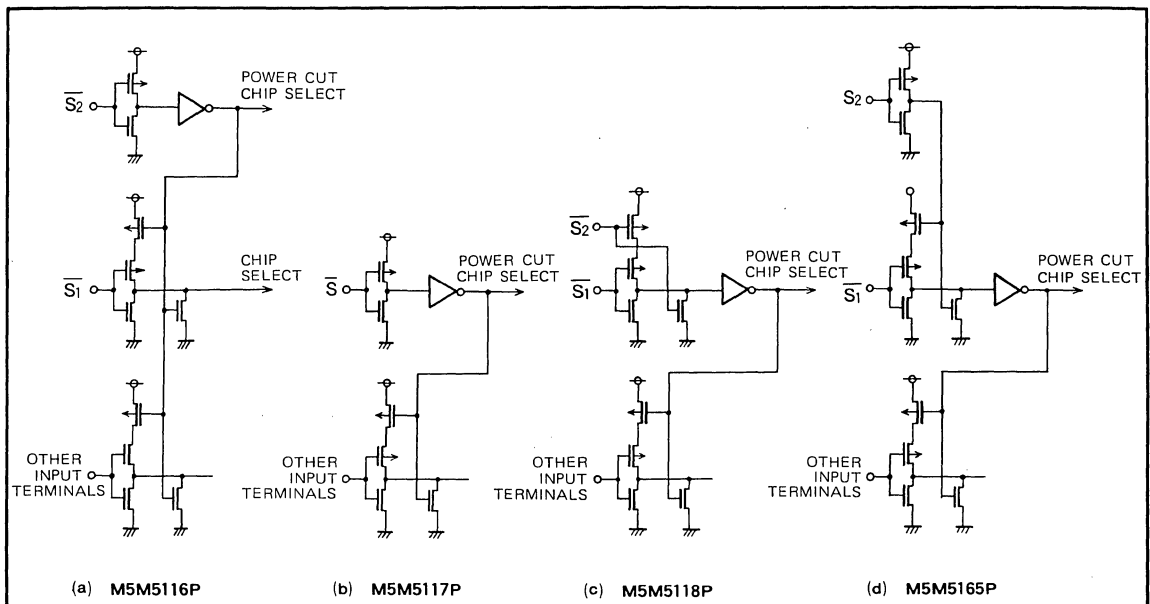 S̅2̅
POWER CUT
CHIP SELECT
S̅1̅
CHIP
SELECT
OTHER
INPUT
TERMINALS
(a) M5M5116P
S̅
POWER CUT
CHIP SELECT
OTHER
INPUT
TERMINALS
(b) M5M5117P
S̅2̅
S̅1̅
POWER CUT
CHIP SELECT
OTHER
INPUT
TERMINALS
(c) M5M5118P
S2
S̅1̅
POWER CUT
CHIP SELECT
OTHER
INPUT
TERMINALS
(d) M5M5165P